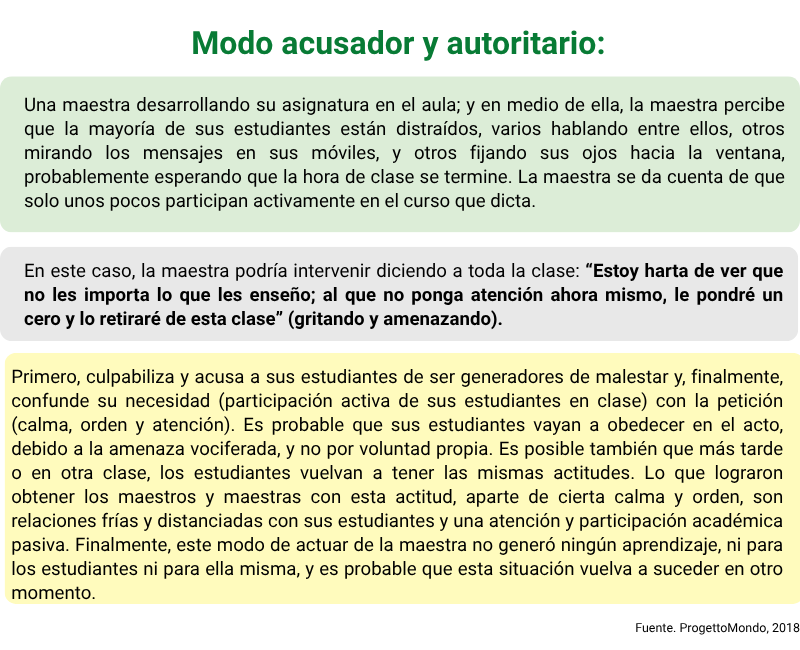 Modo acusador y autoritario:
Una maestra desarrollando su asignatura en el aula; y en medio de ella, la maestra percibe
que la mayoría de sus estudiantes están distraídos, varios hablando entre ellos, otros
mirando los mensajes en sus móviles, y otros fijando sus ojos hacia la ventana,
probablemente esperando que la hora de clase se termine. La maestra se da cuenta de que
solo unos pocos participan activamente en el curso que dicta.
En este caso, la maestra podría intervenir diciendo a toda la clase: “Estoy harta de ver que
no les importa lo que les enseño; al que no ponga atención ahora mismo, le pondré un
cero y lo retiraré de esta clase” (gritando y amenazando).
Primero, culpabiliza y acusa a sus estudiantes de ser generadores de malestar y, finalmente,
confunde su necesidad (participación activa de sus estudiantes en clase) con la petición
(calma, orden y atención). Es probable que sus estudiantes vayan a obedecer en el acto,
debido a la amenaza vociferada, y no por voluntad propia. Es posible también que más tarde
o en otra clase, los estudiantes vuelvan a tener las mismas actitudes. Lo que lograron
obtener los maestros y maestras con esta actitud, aparte de cierta calma y orden, son
relaciones frías y distanciadas con sus estudiantes y una atención y participación académica
pasiva. Finalmente, este modo de actuar de la maestra no generó ningún aprendizaje, ni para
los estudiantes ni para ella misma, y es probable que esta situación vuelva a suceder en otro
momento.
Fuente. ProgettoMondo, 2018